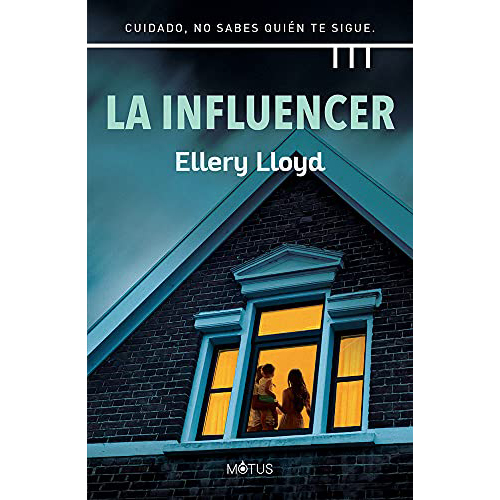 CUIDADO, NO SABES QUIÉN TE SIGUE.
LA INFLUENCER
Ellery Lloyd
MOTUS